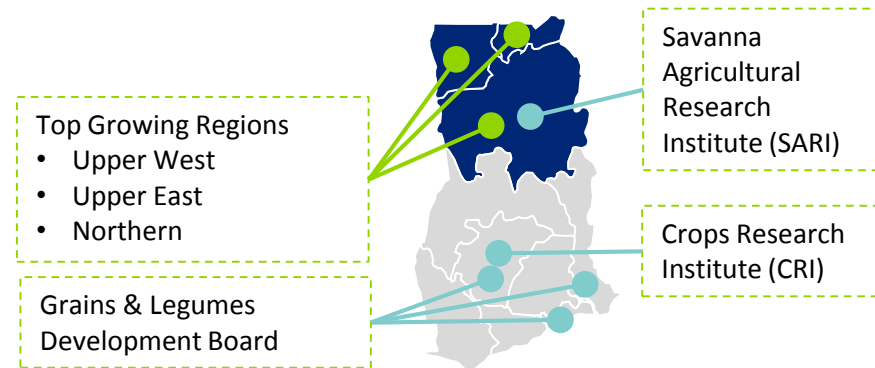 Top Growing Regions
• Upper West
• Upper East
• Northern
Grains & Legumes
Development Board
Savanna
Agricultural
Research
Institute (SARI)
Crops Research
Institute (CRI)